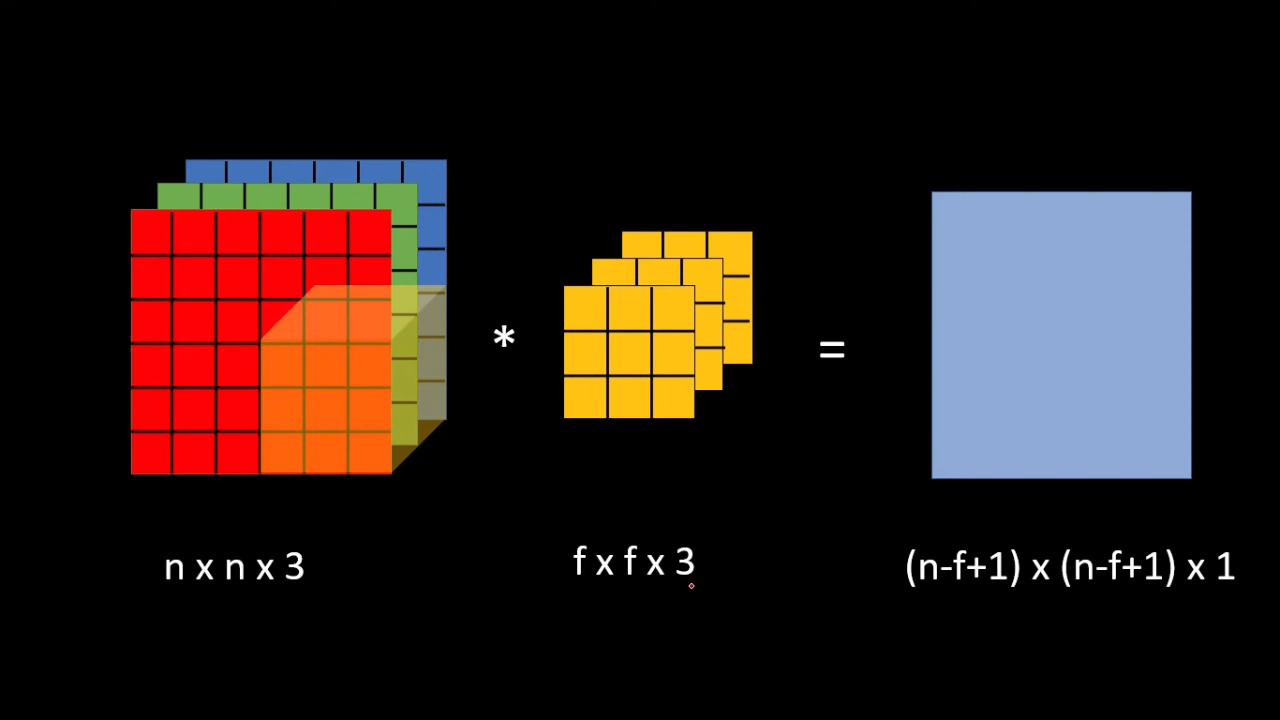 * =
n x n x 3
f x f x 3
(n-f+1) x (n-f+1) x 1